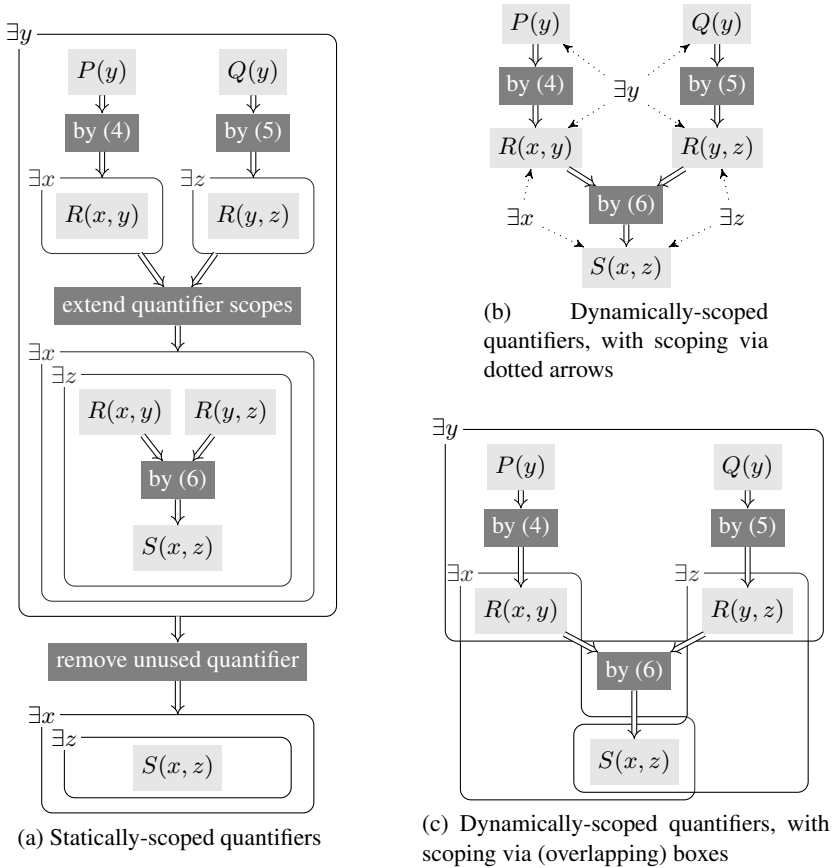 ∃y
P(y) Q(y)
by (4) by (5)
∃x ∃z
R(x, y) R(y, z)
extend quantifier scopes
∃x
∃z
R(x, y) R(y, z)
by (6)
S(x, z)
remove unused quantifier
∃x
∃z
S(x, z)
(a) Statically-scoped quantifiers
P(y) Q(y)
by (4) ∃y by (5)
R(x, y) R(y, z)
∃x by (6) ∃z
S(x, z)
(b) Dynamically-scoped
quantifiers, with scoping via
dotted arrows
∃y
P(y) Q(y)
by (4) by (5)
∃x ∃z
R(x, y) R(y, z)
by (6)
S(x, z)
(c) Dynamically-scoped quantifiers, with
scoping via (overlapping) boxes